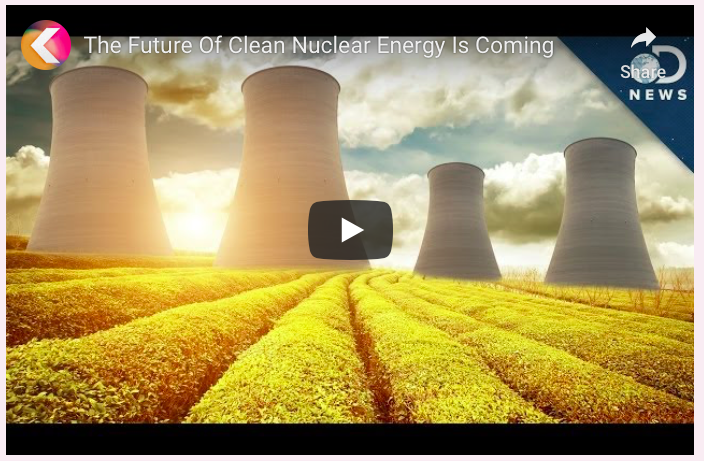 The Future Of Clean Nuclear Energy Is Coming
Share
D
NEWS